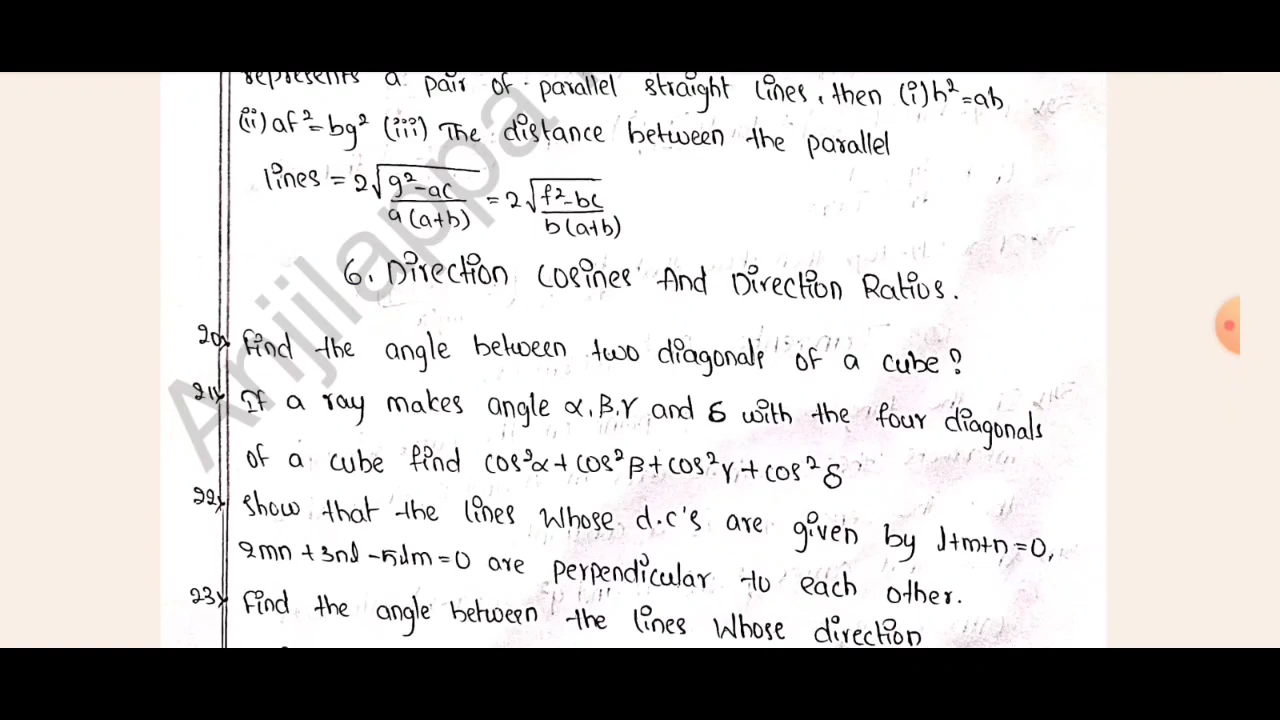 represents a pair of parallel straight lines, then (i) h² = ab
(ii) af² = bg² (iii) The distance between the parallel
lines = 2√(g²-ac / a(a+b)) = 2√(f²-bc / b(a+b))
6. Direction Cosines And Direction Ratios.
20) Find the angle between two diagonals of a cube?
21) If a ray makes angle α, β, γ and δ with the four diagonals
of a cube find cos²α + cos²β + cos²γ + cos²δ
22) Show that the lines whose d.c's are given by l+m+n=0,
2mn + 3nl - 5lm = 0 are perpendicular to each other.
23) Find the angle between the lines whose direction
Arjilappa